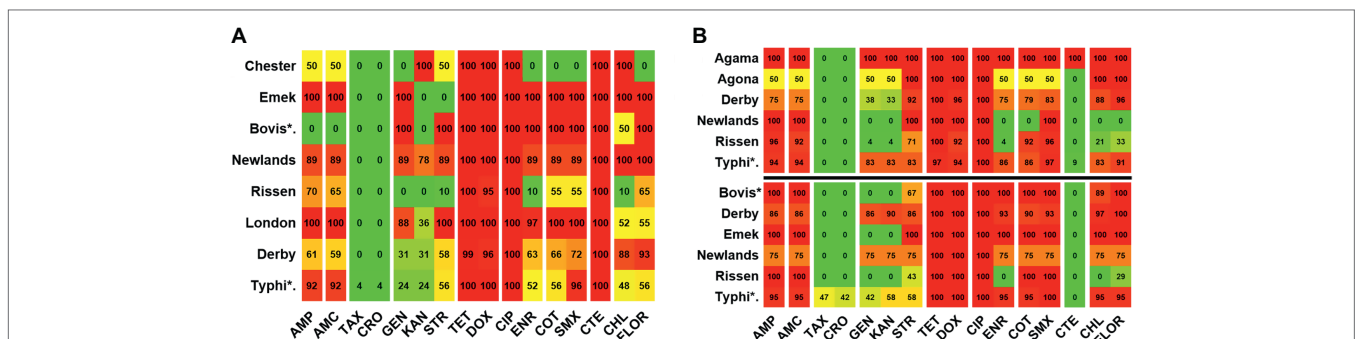 A
Chester 50 50 0 0 0 100 50 100 100 100 0 0 0 100 100 0
Emek 100 100 0 0 100 0 0 100 100 100 100 100 100 100 100 100
Bovis*. 0 0 0 0 100 0 100 100 100 100 100 100 100 100 50 100
Newlands 89 89 0 0 89 78 89 100 100 100 89 89 89 100 100 100
Rissen 70 65 0 0 0 0 10 100 95 100 10 55 55 100 10 65
London 100 100 0 0 88 36 100 100 100 100 97 100 100 100 52 55
Derby 61 59 0 0 31 31 58 99 96 100 63 66 72 100 88 93
Typhi*. 92 92 4 4 24 24 56 100 100 100 52 56 96 100 48 56
AMP AMC TAX CRO GEN KAN STR TET DOX CIP ENR COT SMX CTE CHL FLOR
B
Agama 100 100 0 0 100 100 100 100 100 100 100 100 100 100 100 100
Agona 50 50 0 0 50 50 100 100 100 100 50 50 50 0 100 100
Derby 75 75 0 0 38 33 92 100 96 100 75 79 83 0 88 96
Newlands 100 100 0 0 0 0 100 100 100 100 0 0 100 0 0 0
Rissen 96 92 0 0 4 4 71 100 92 100 4 92 96 0 21 33
Typhi*. 94 94 0 0 83 83 83 97 94 100 86 86 97 9 83 91
Bovis* 100 100 0 0 0 0 67 100 100 100 100 100 100 0 89 100
Derby 86 86 0 0 86 90 86 100 100 100 93 90 93 0 97 100
Emek 100 100 0 0 0 0 100 100 100 100 100 100 100 0 100 100
Newlands 75 75 0 0 75 75 75 100 100 100 75 75 75 0 75 75
Rissen 100 100 0 0 0 0 43 100 100 100 0 100 100 0 0 29
Typhi*. 95 95 47 42 42 58 58 100 100 100 95 95 100 0 95 95
AMP AMC TAX CRO GEN KAN STR TET DOX CIP ENR COT SMX CTE CHL FLOR